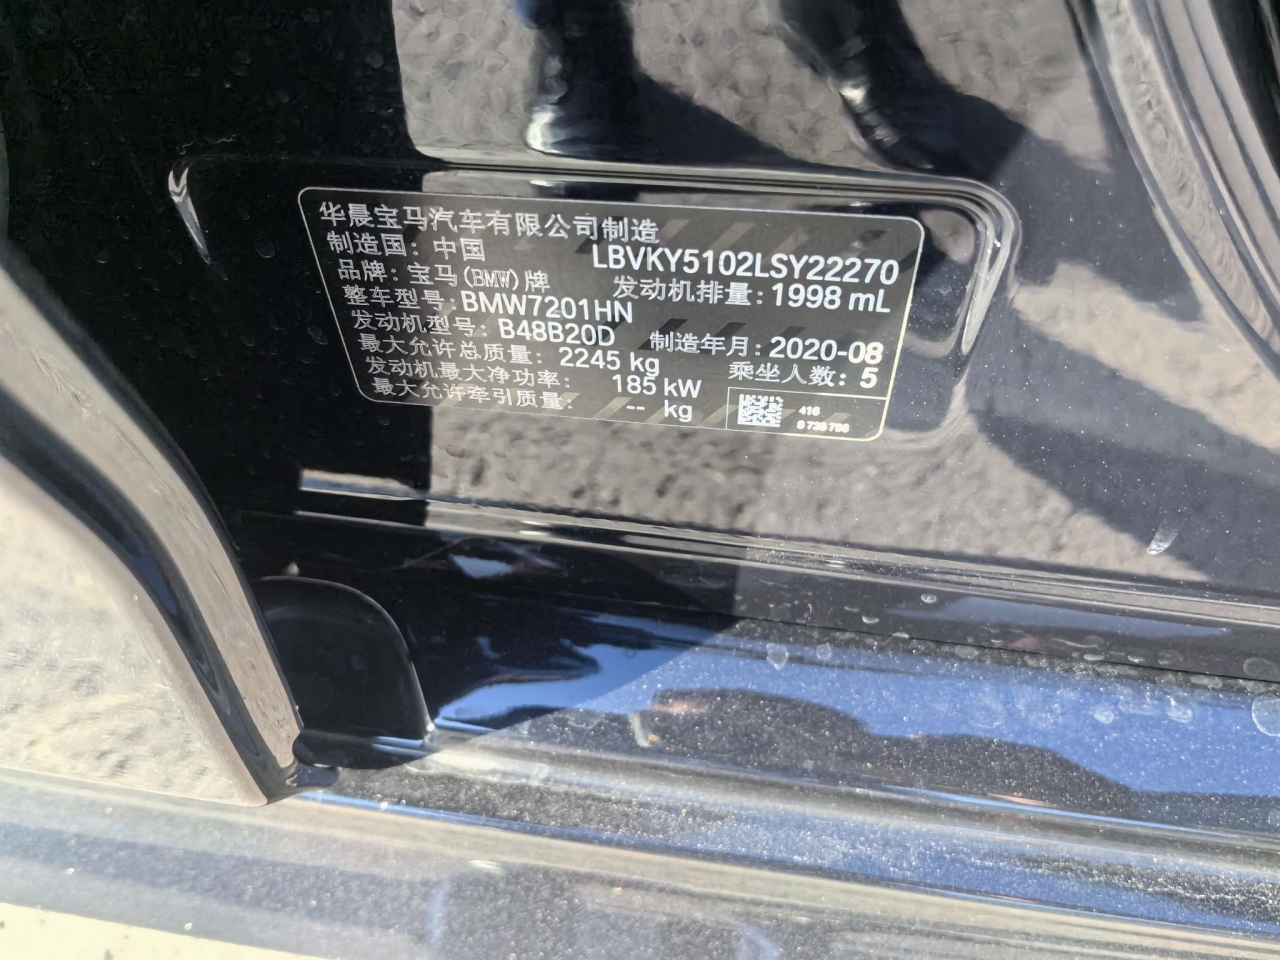 华晨宝马汽车有限公司制造
制造国：中国 LBVKY5102LSY22270
品牌：宝马(BMW)牌 发动机排量：1998 mL
整车型号：BMW7201HN
发动机型号：B48B20D 制造年月：2020-08
最大允许总质量：2245 kg 乘坐人数：5
发动机最大净功率：185 kW
最大允许牵引质量：-- kg
416
8 738 796